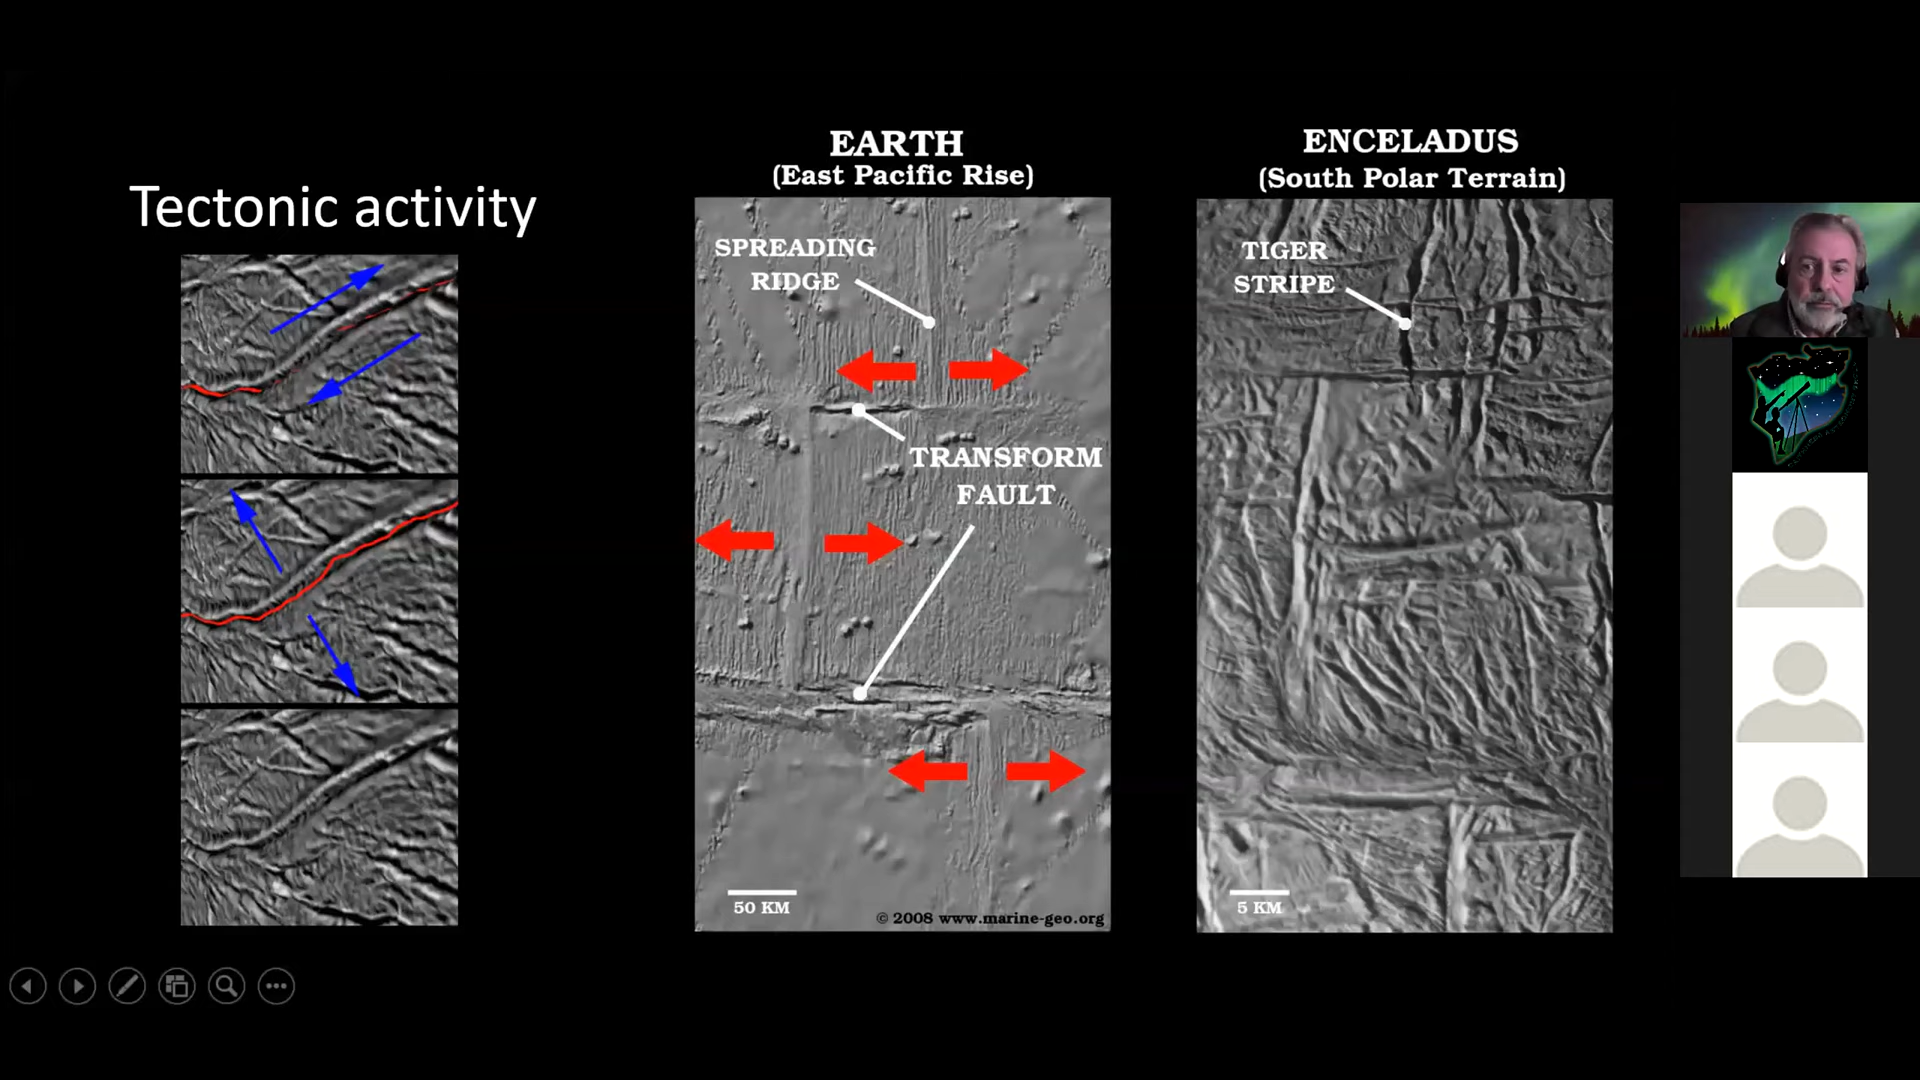 Tectonic activity
EARTH
(East Pacific Rise)
SPREADING
RIDGE
TRANSFORM
FAULT
50 KM
© 2008 www.marine-geo.org
ENCELADUS
(South Polar Terrain)
TIGER
STRIPE
5 KM